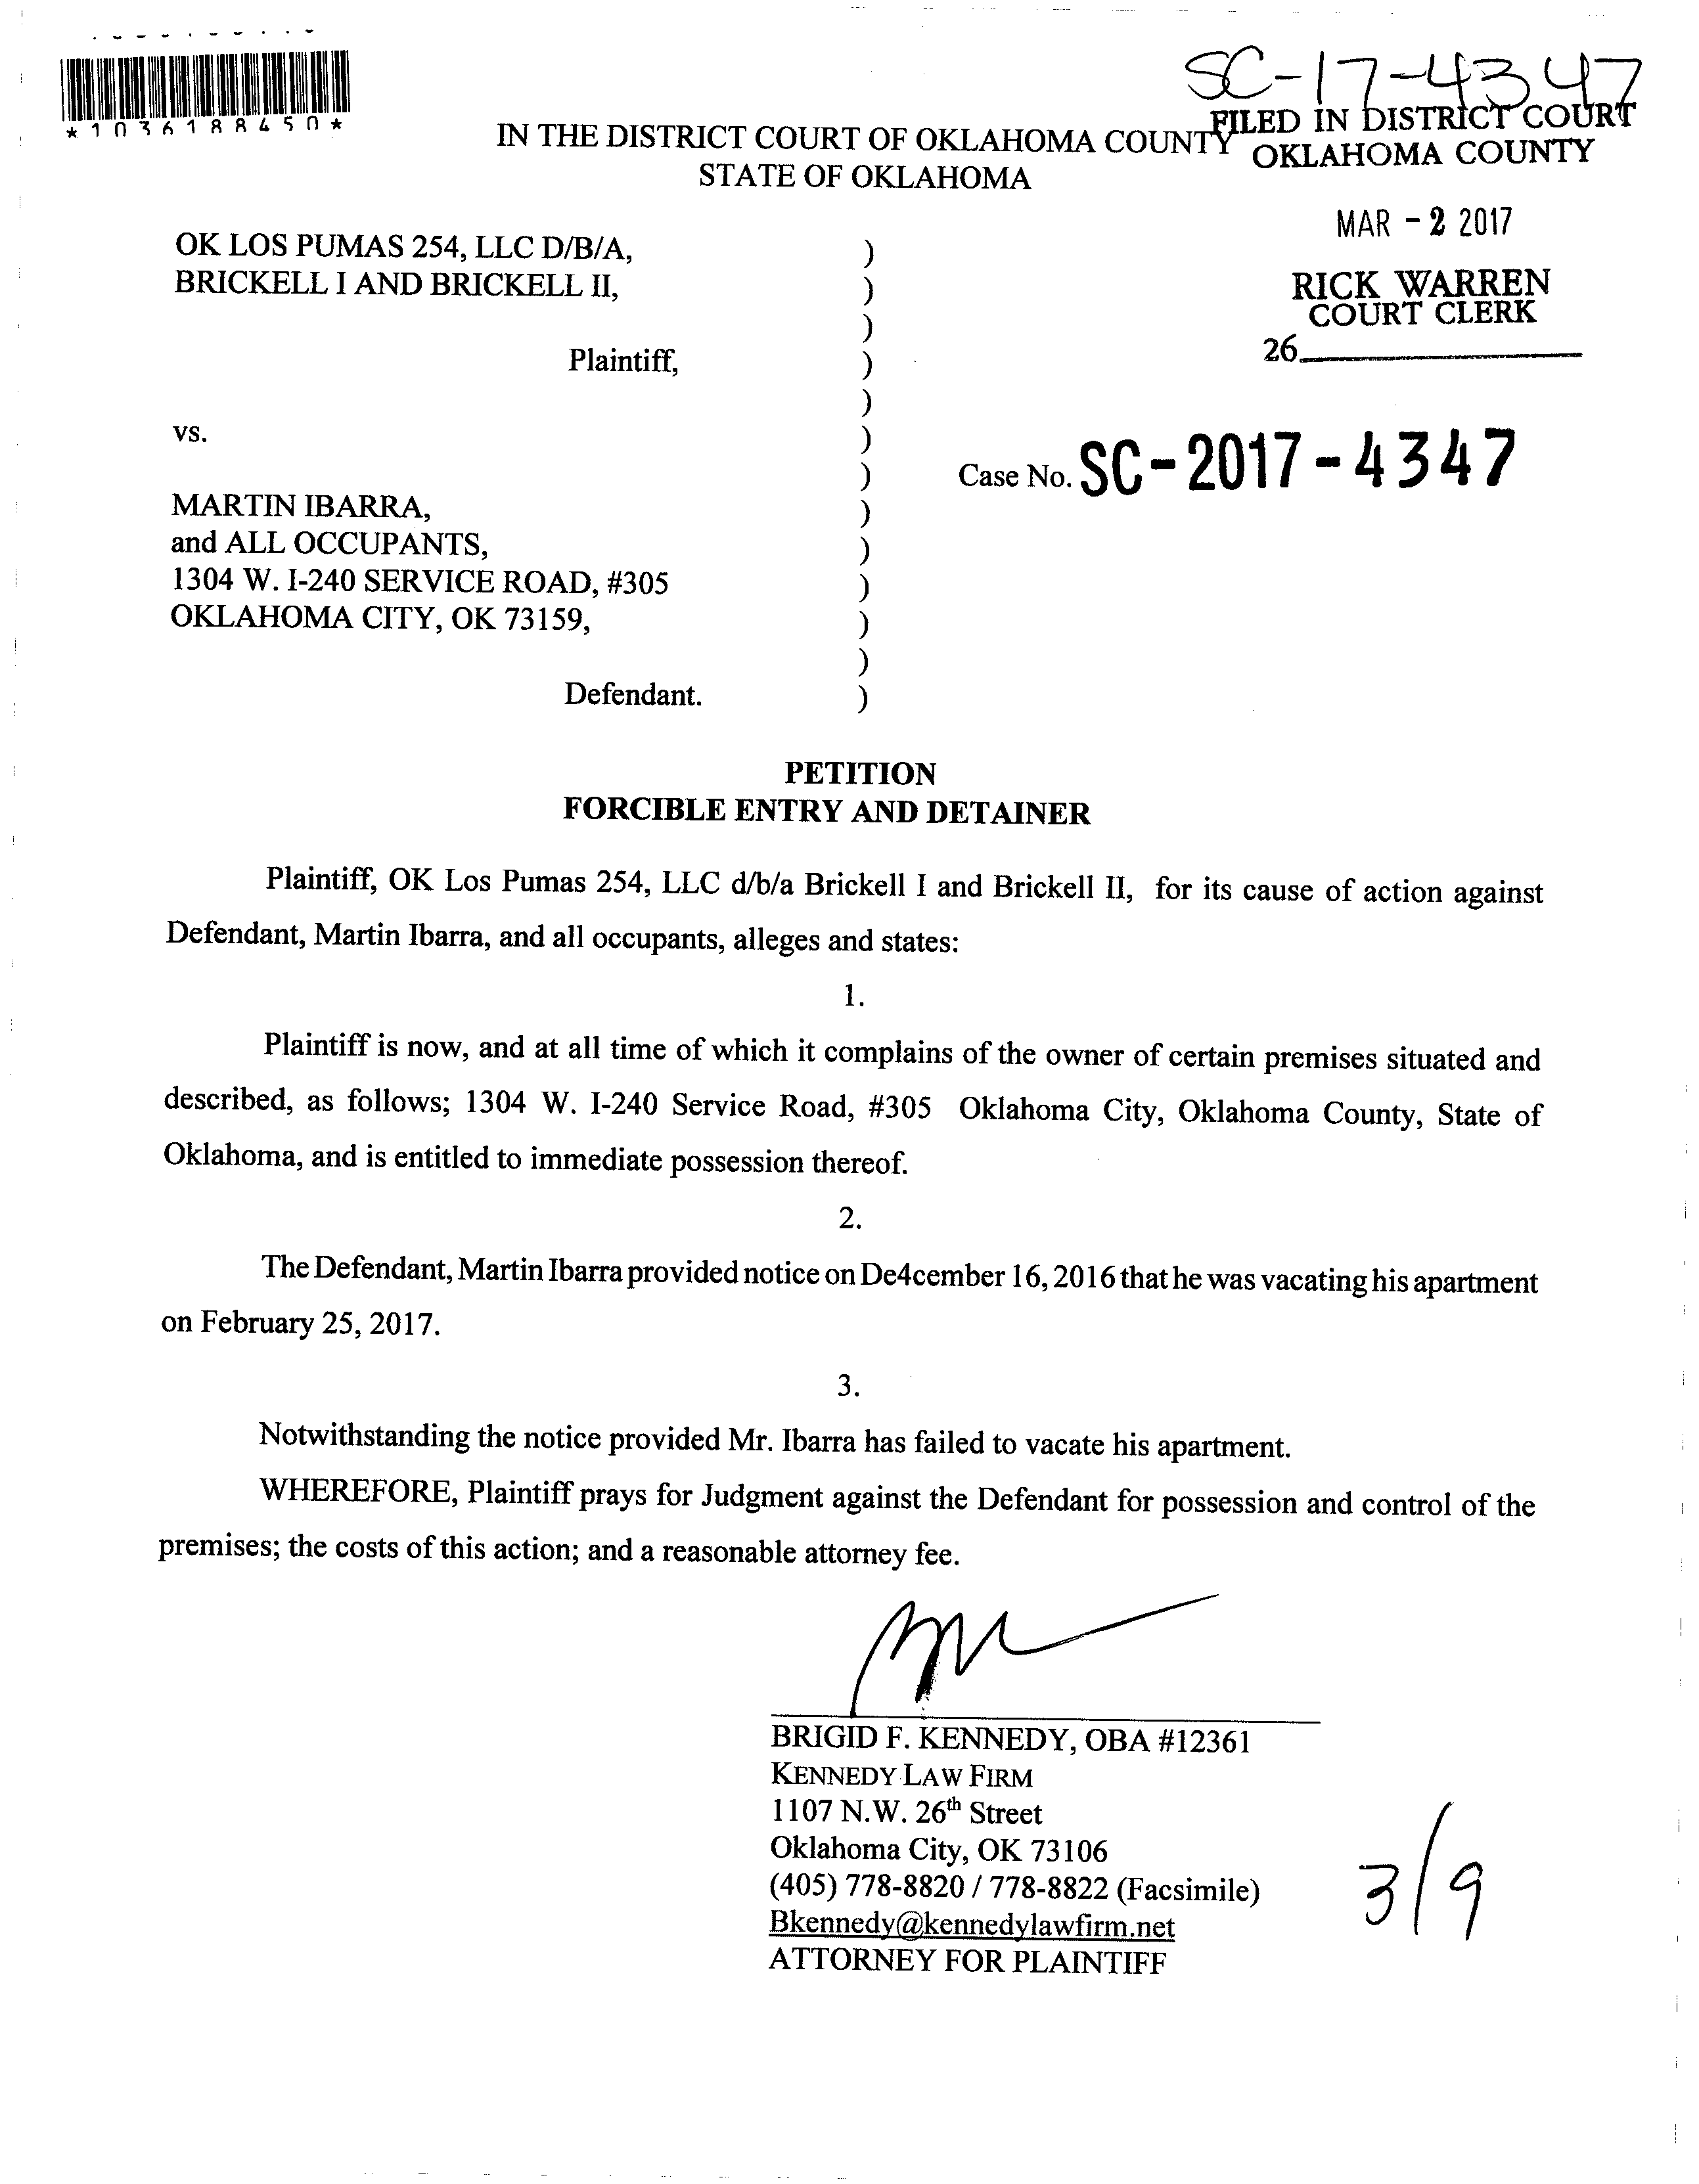 SC-17-4347
*1036188450*
FILED IN DISTRICT COURT
OKLAHOMA COUNTY
IN THE DISTRICT COURT OF OKLAHOMA COUNTY
STATE OF OKLAHOMA
MAR - 2 2017
RICK WARREN
COURT CLERK
26
OK LOS PUMAS 254, LLC D/B/A, )
BRICKELL I AND BRICKELL II, )
)
Plaintiff, )
)
vs. )
) Case No. SC-2017-4347
MARTIN IBARRA, )
and ALL OCCUPANTS, )
1304 W. I-240 SERVICE ROAD, #305 )
OKLAHOMA CITY, OK 73159, )
)
Defendant. )
PETITION
FORCIBLE ENTRY AND DETAINER
Plaintiff, OK Los Pumas 254, LLC d/b/a Brickell I and Brickell II, for its cause of action against
Defendant, Martin Ibarra, and all occupants, alleges and states:
1.
Plaintiff is now, and at all time of which it complains of the owner of certain premises situated and
described, as follows; 1304 W. I-240 Service Road, #305 Oklahoma City, Oklahoma County, State of
Oklahoma, and is entitled to immediate possession thereof.
2.
The Defendant, Martin Ibarra provided notice on De4cember 16, 2016 that he was vacating his apartment
on February 25, 2017.
3.
Notwithstanding the notice provided Mr. Ibarra has failed to vacate his apartment.
WHEREFORE, Plaintiff prays for Judgment against the Defendant for possession and control of the
premises; the costs of this action; and a reasonable attorney fee.
BRIGID F. KENNEDY, OBA #12361
KENNEDY LAW FIRM
1107 N.W. 26th Street
Oklahoma City, OK 73106
(405) 778-8820 / 778-8822 (Facsimile)
Bkennedy@kennedylawfirm.net
ATTORNEY FOR PLAINTIFF
3/9